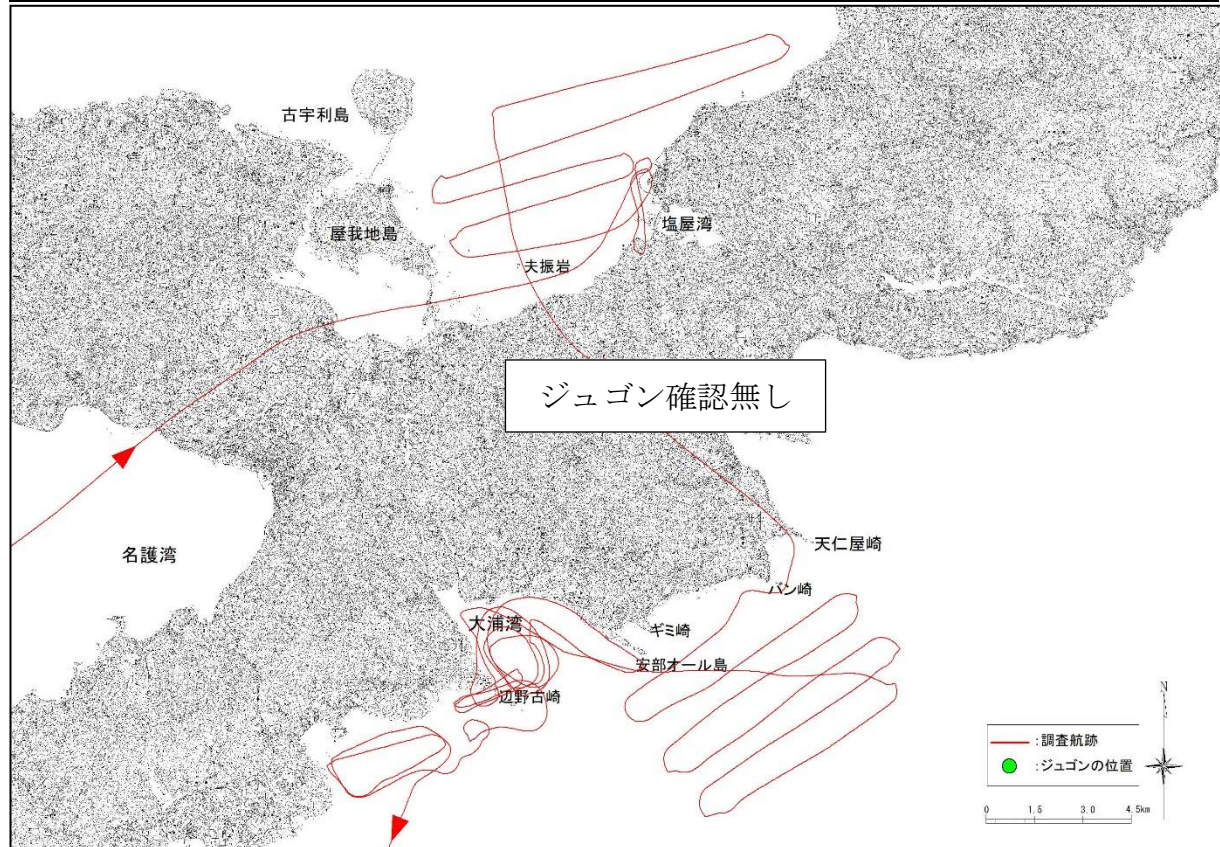 古宇利島
屋我地島
塩屋湾
夫振岩
ジュゴン確認無し
名護湾
天仁屋崎
バン崎
大浦湾
ギミ崎
安部オール島
辺野古崎
N
:調査航跡
:ジュゴンの位置
0 1.5 3.0 4.5km